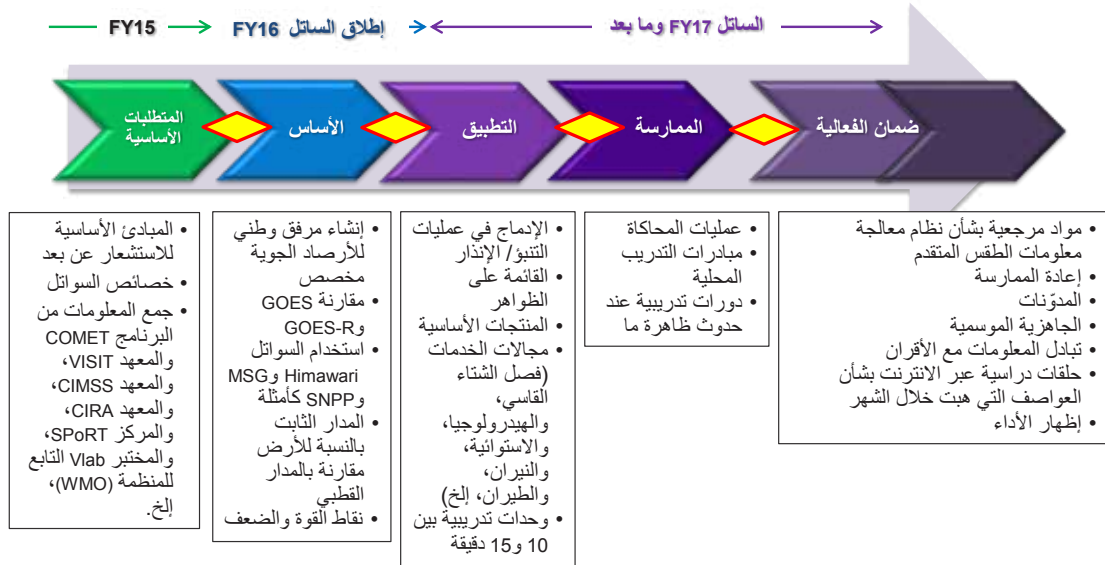 FY15
إطلاق الساتل FY16
الساتل FY17 وما بعد
المتطلبات
الأساسية
الأساس
التطبيق
الممارسة
ضمان الفعالية
• المبادئ الأساسية
للاستشعار عن بعد
• خصائص السواتل
• جمع المعلومات من
البرنامج COMET
والمعهد VISIT،
والمعهد CIMSS،
والمعهد CIRA،
والمركز SPoRT،
والمختبر Vlab التابع
للمنظمة (WMO)،
إلخ.
• إنشاء مرفق وطني
للأرصاد الجوية
مخصص
• مقارنة GOES
وGOES-R
• استخدام السواتل
Himawari وMSG
وSNPP كأمثلة
• المدار الثابت
بالنسبة للأرض
مقارنة بالمدار
القطبي
• نقاط القوة والضعف
• الإدماج في عمليات
التنبؤ/ الإنذار
القائمة على
الظواهر
• المنتجات الأساسية
• مجالات الخدمات
(فصل الشتاء
القاسي،
والهيدرولوجيا،
والاستوائية،
والنيران،
والطيران، إلخ)
• وحدات تدريبية بين
10 و15 دقيقة
• عمليات المحاكاة
• مبادرات التدريب
المحلية
• دورات تدريبية عند
حدوث ظاهرة ما
• مواد مرجعية بشأن نظام معالجة
معلومات الطقس المتقدم
• إعادة الممارسة
• المدوّنات
• الجاهزية الموسمية
• تبادل المعلومات مع الأقران
• حلقات دراسية عبر الانترنت بشأن
العواصف التي هبت خلال الشهر
• إظهار الأداء